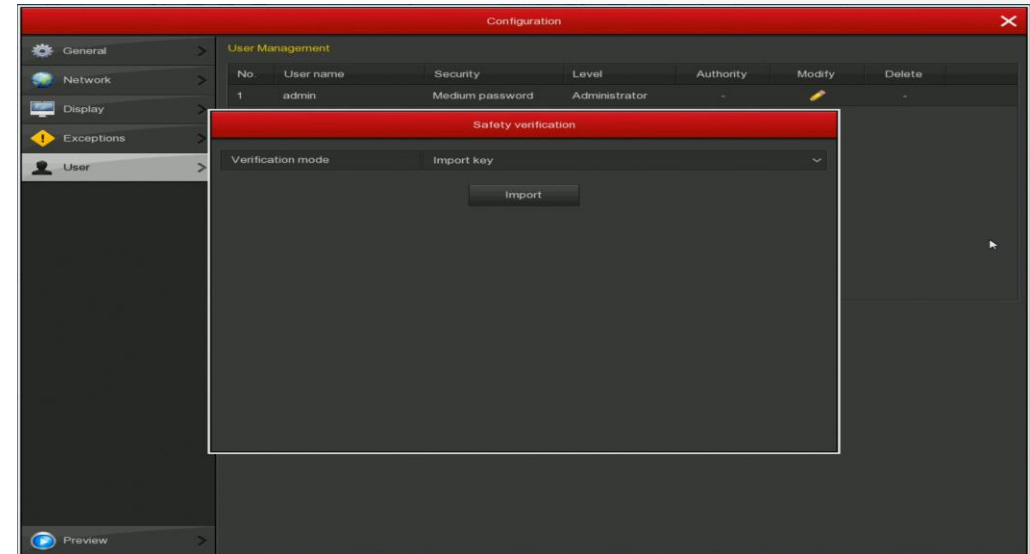 Configuration
General
Network
Display
Exceptions
User
Preview
User Management
No. User name Security Level Authority Modify Delete
1 admin Medium password Administrator - -
Safety verification
Verification mode Import key
Import